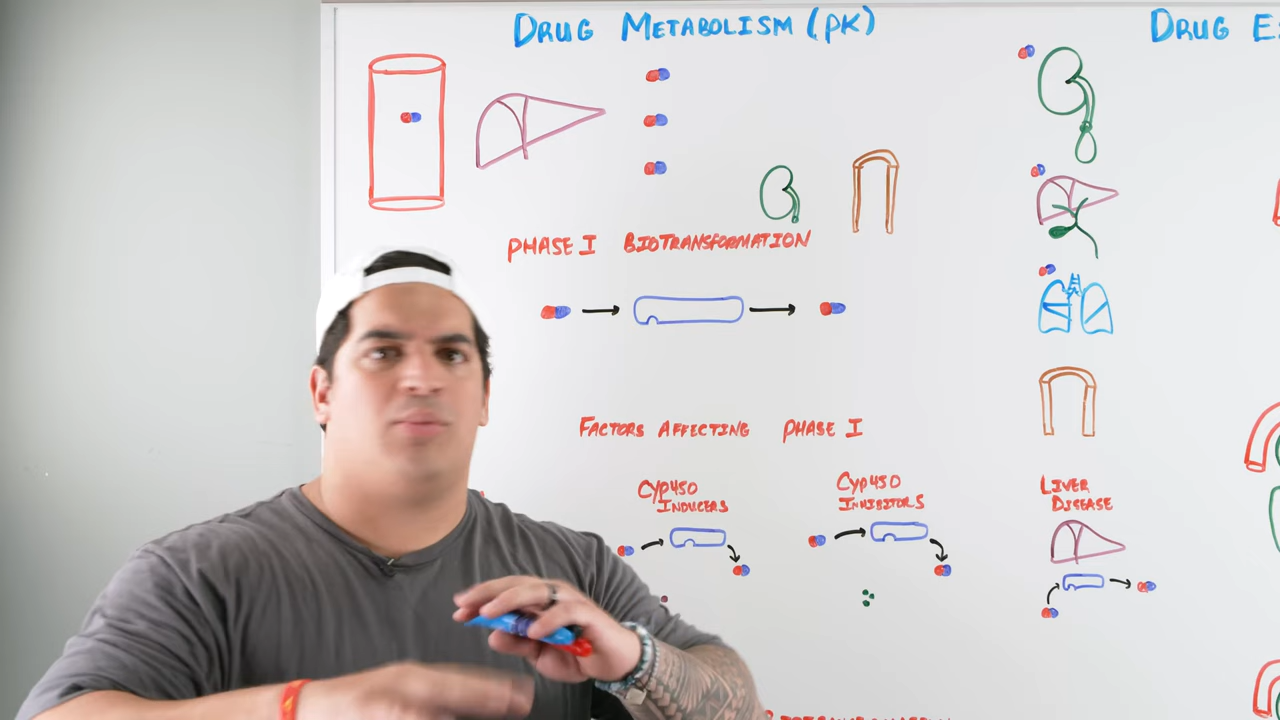 DRUG METABOLISM (PK)
DRUG
PHASE I BIOTRANSFORMATION
FACTORS AFFECTING PHASE I
CYP450
INDUCERS
CYP450
INHIBITORS
LIVER
DISEASE